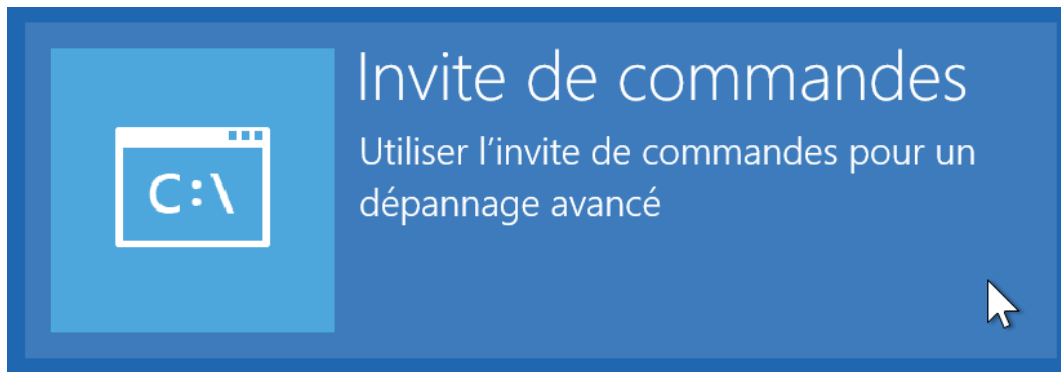 Invite de commandes
C:\
Utiliser l’invite de commandes pour un
dépannage avancé